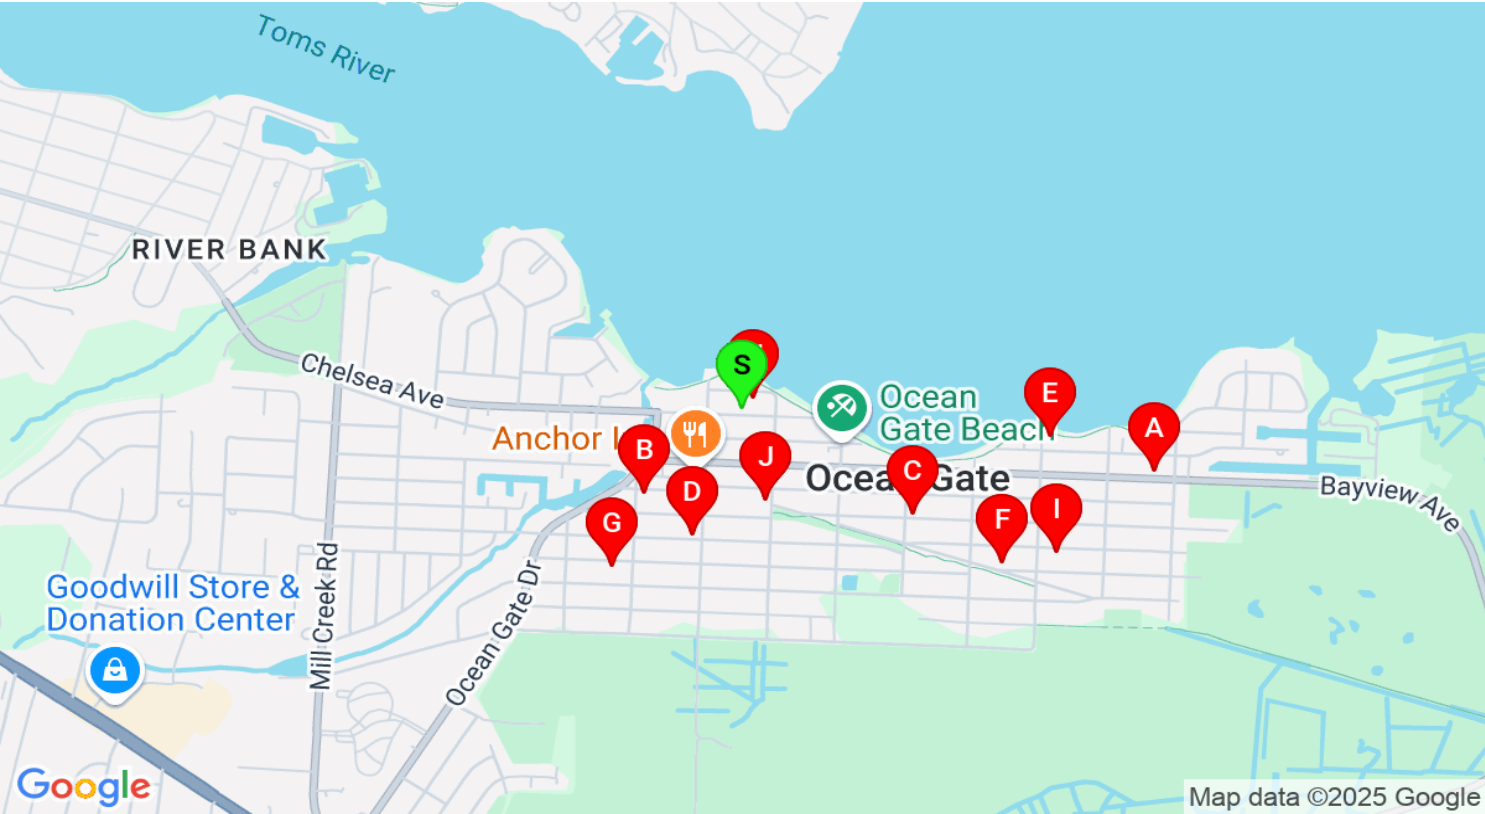 Toms River
RIVER BANK
Chelsea Ave
S
E
Ocean
Gate Beach
A
Anchor
B
J
Ocean Gate
C
D
Bayview Ave
G
F
I
Goodwill Store &
Donation Center
Mill Creek Rd
Ocean Gate Dr
Google
Map data ©2025 Google